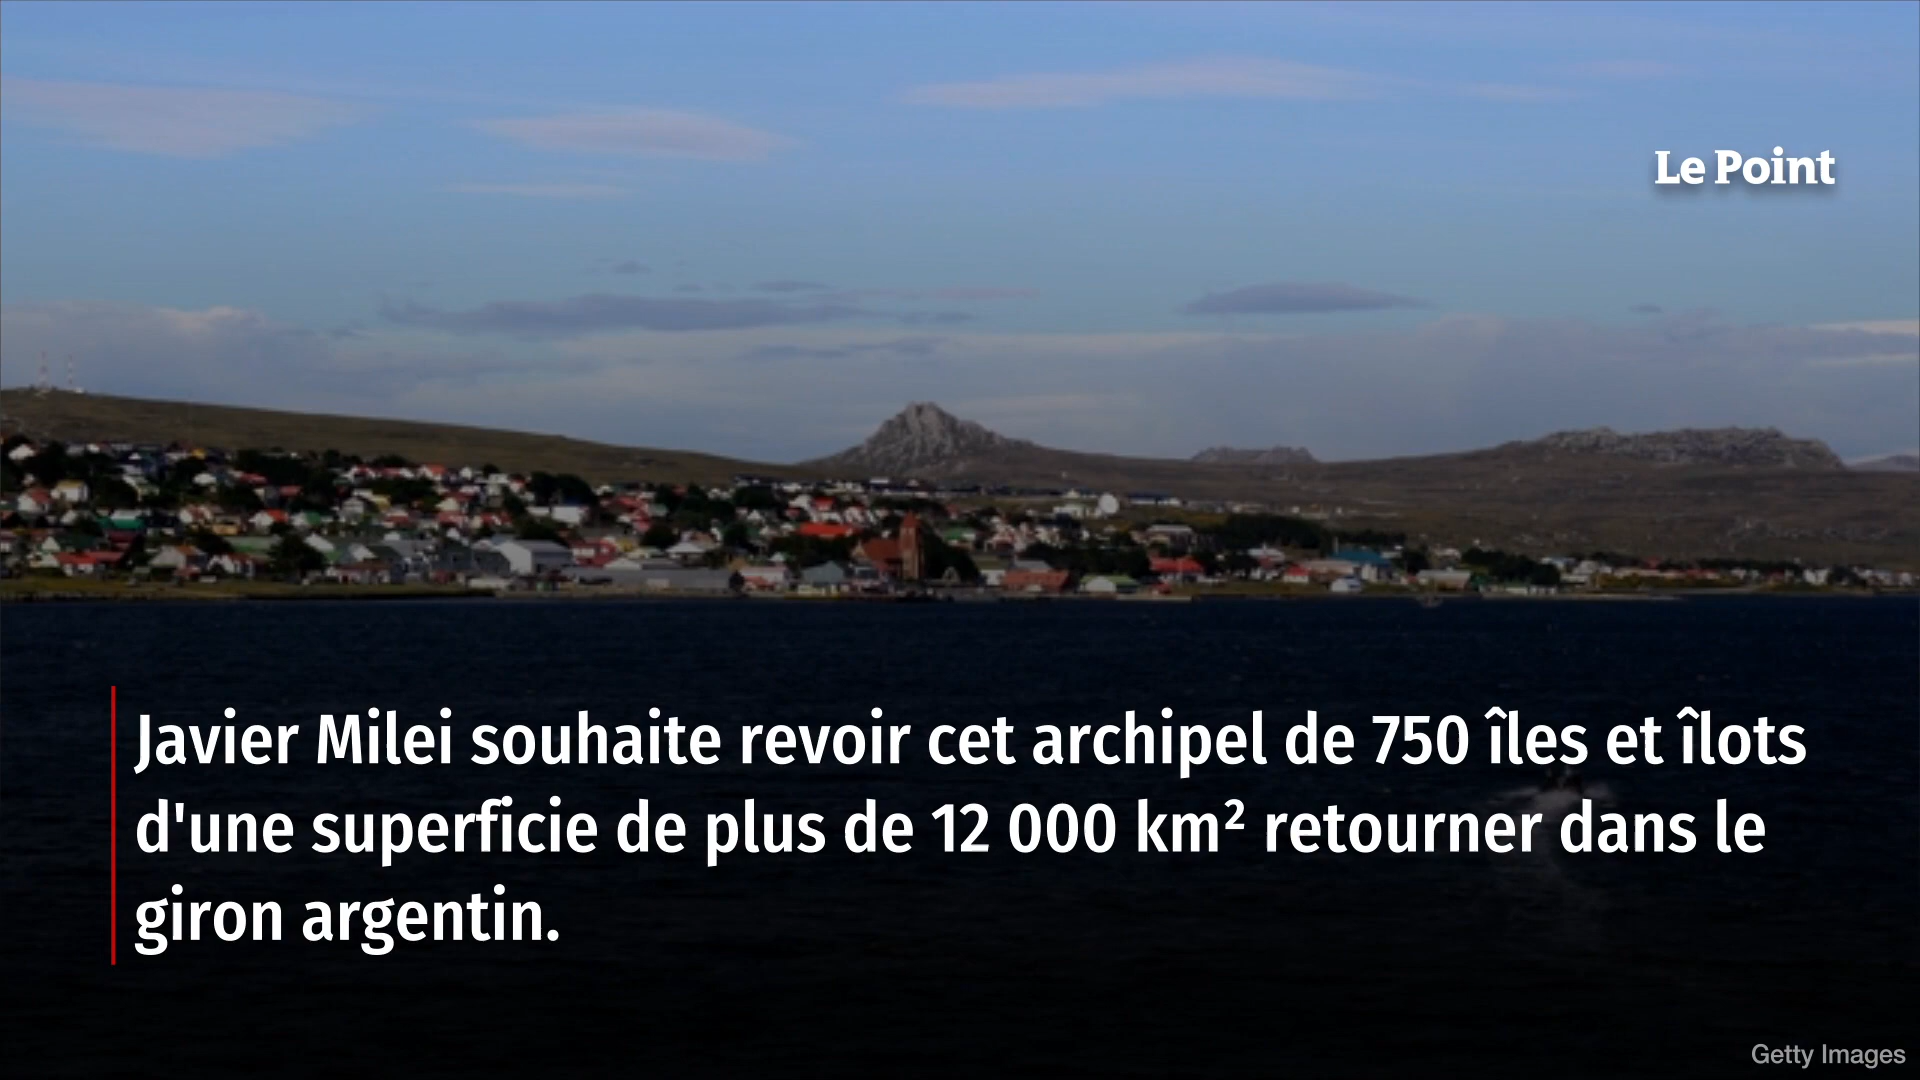 Le Point
Javier Milei souhaite revoir cet archipel de 750 îles et îlots
d'une superficie de plus de 12 000 km² retourner dans le
giron argentin.
Getty Images